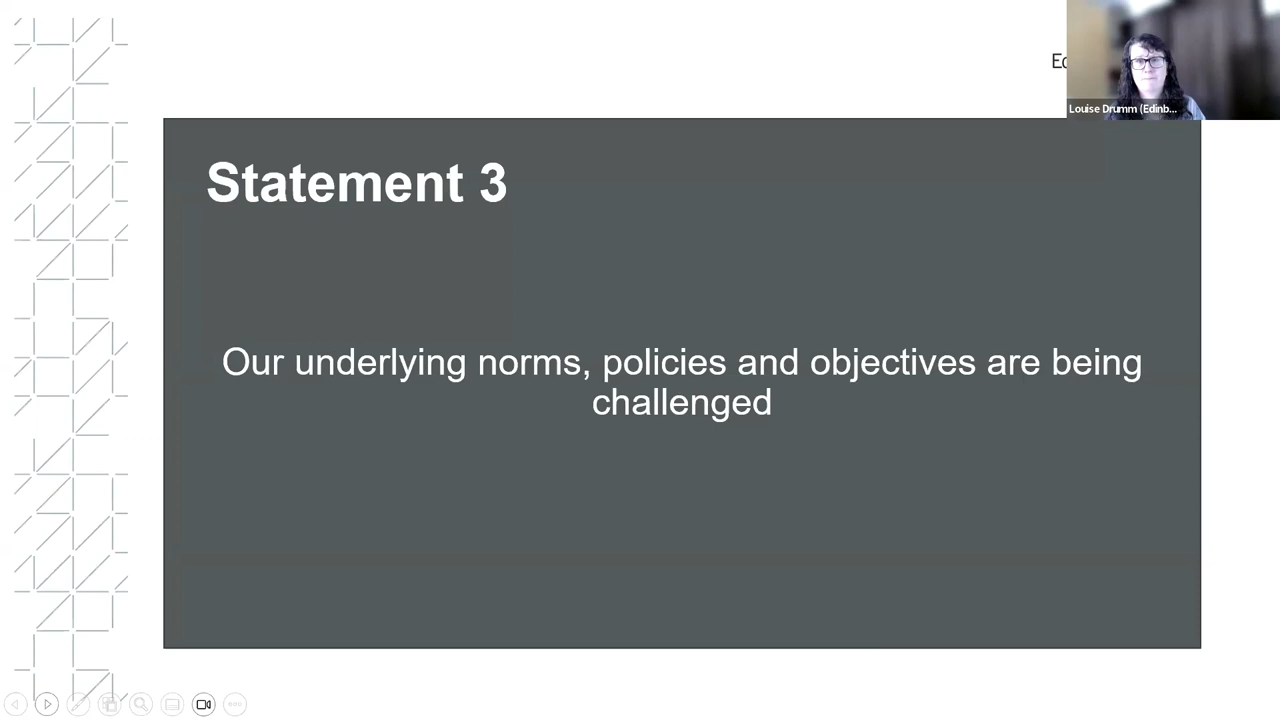 Louise Drumm (Edinb...
Statement 3
Our underlying norms, policies and objectives are being
challenged